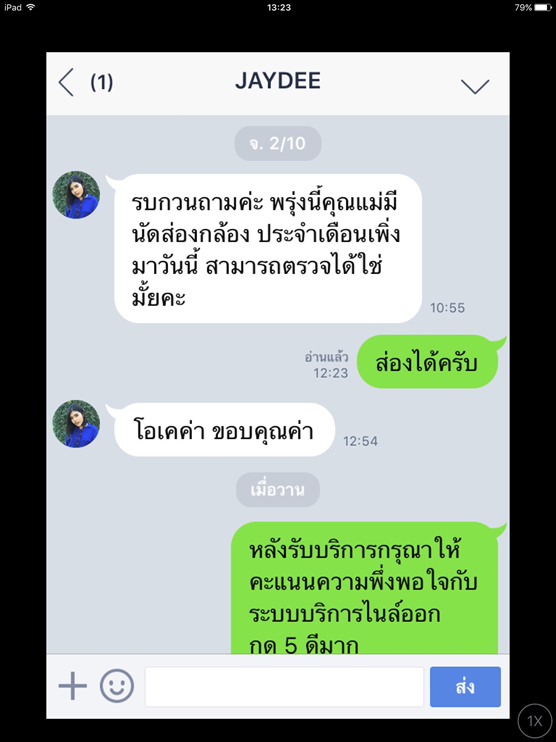 iPad 13:23 79%
(1) JAYDEE
จ. 2/10
รบกวนถามค่ะ พรุ่งนี้คุณแม่มี
นัดส่องกล้อง ประจำเดือนเพิ่ง
มาวันนี้ สามารถตรวจได้ใช่
มั้ยคะ
10:55
อ่านแล้ว
12:23
ส่องได้ครับ
โอเคค่า ขอบคุณค่า
12:54
เมื่อวาน
หลังรับบริการกรุณาให้
คะแนนความพึ่งพอใจกับ
ระบบบริการไนล์ออก
กด 5 ดีมาก
ส่ง
1X